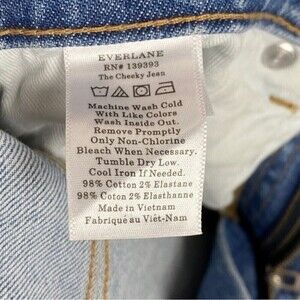 EVERLANE
RN# 139393
The Cheeky Jean
Machine Wash Cold
With Like Colors
Wash Inside Out.
Remove Promptly
Only Non-Chlorine
Bleach When Necessary.
Tumble Dry Low.
Cool Iron If Needed.
98% Cotton 2% Elastane
98% Coton 2% Elasthanne
Made in Vietnam
Fabriqué au Viêt-Nam